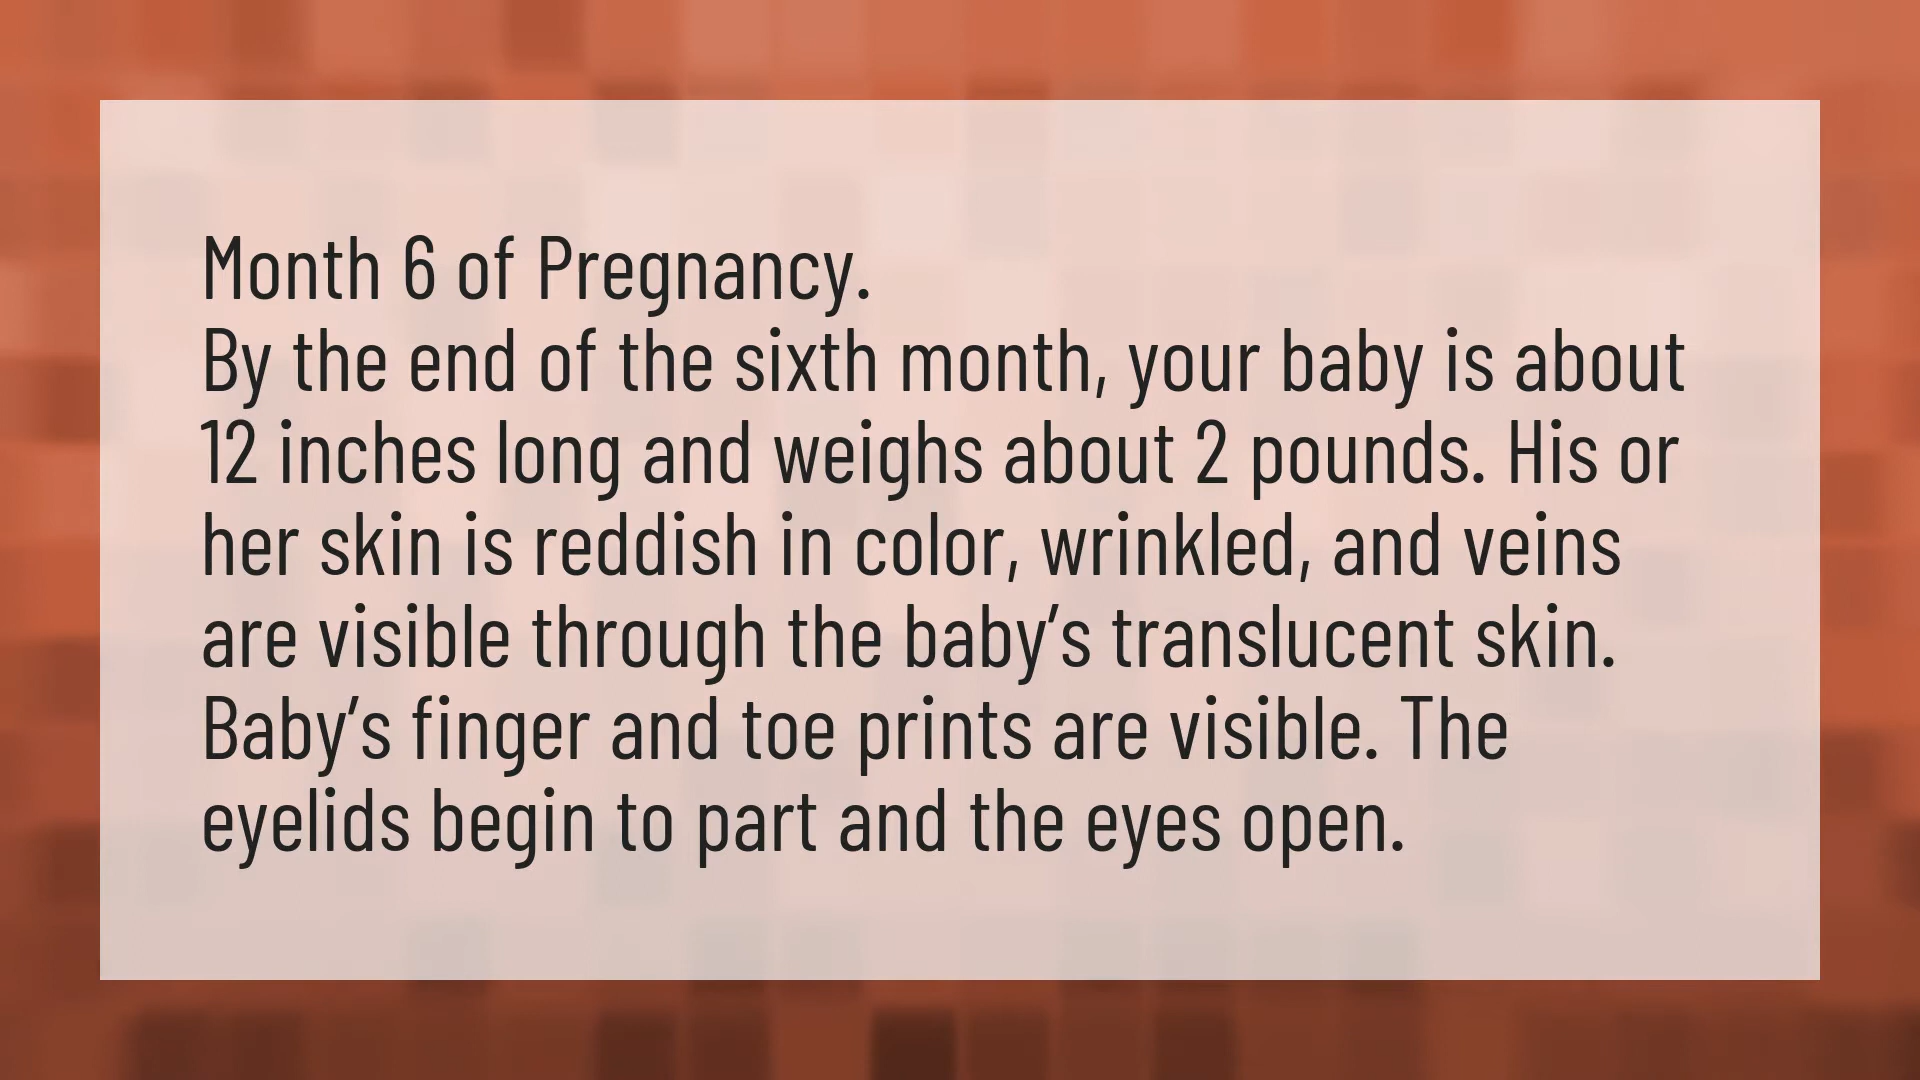 Month 6 of Pregnancy.
By the end of the sixth month, your baby is about
12 inches long and weighs about 2 pounds. His or
her skin is reddish in color, wrinkled, and veins
are visible through the baby’s translucent skin.
Baby’s finger and toe prints are visible. The
eyelids begin to part and the eyes open.